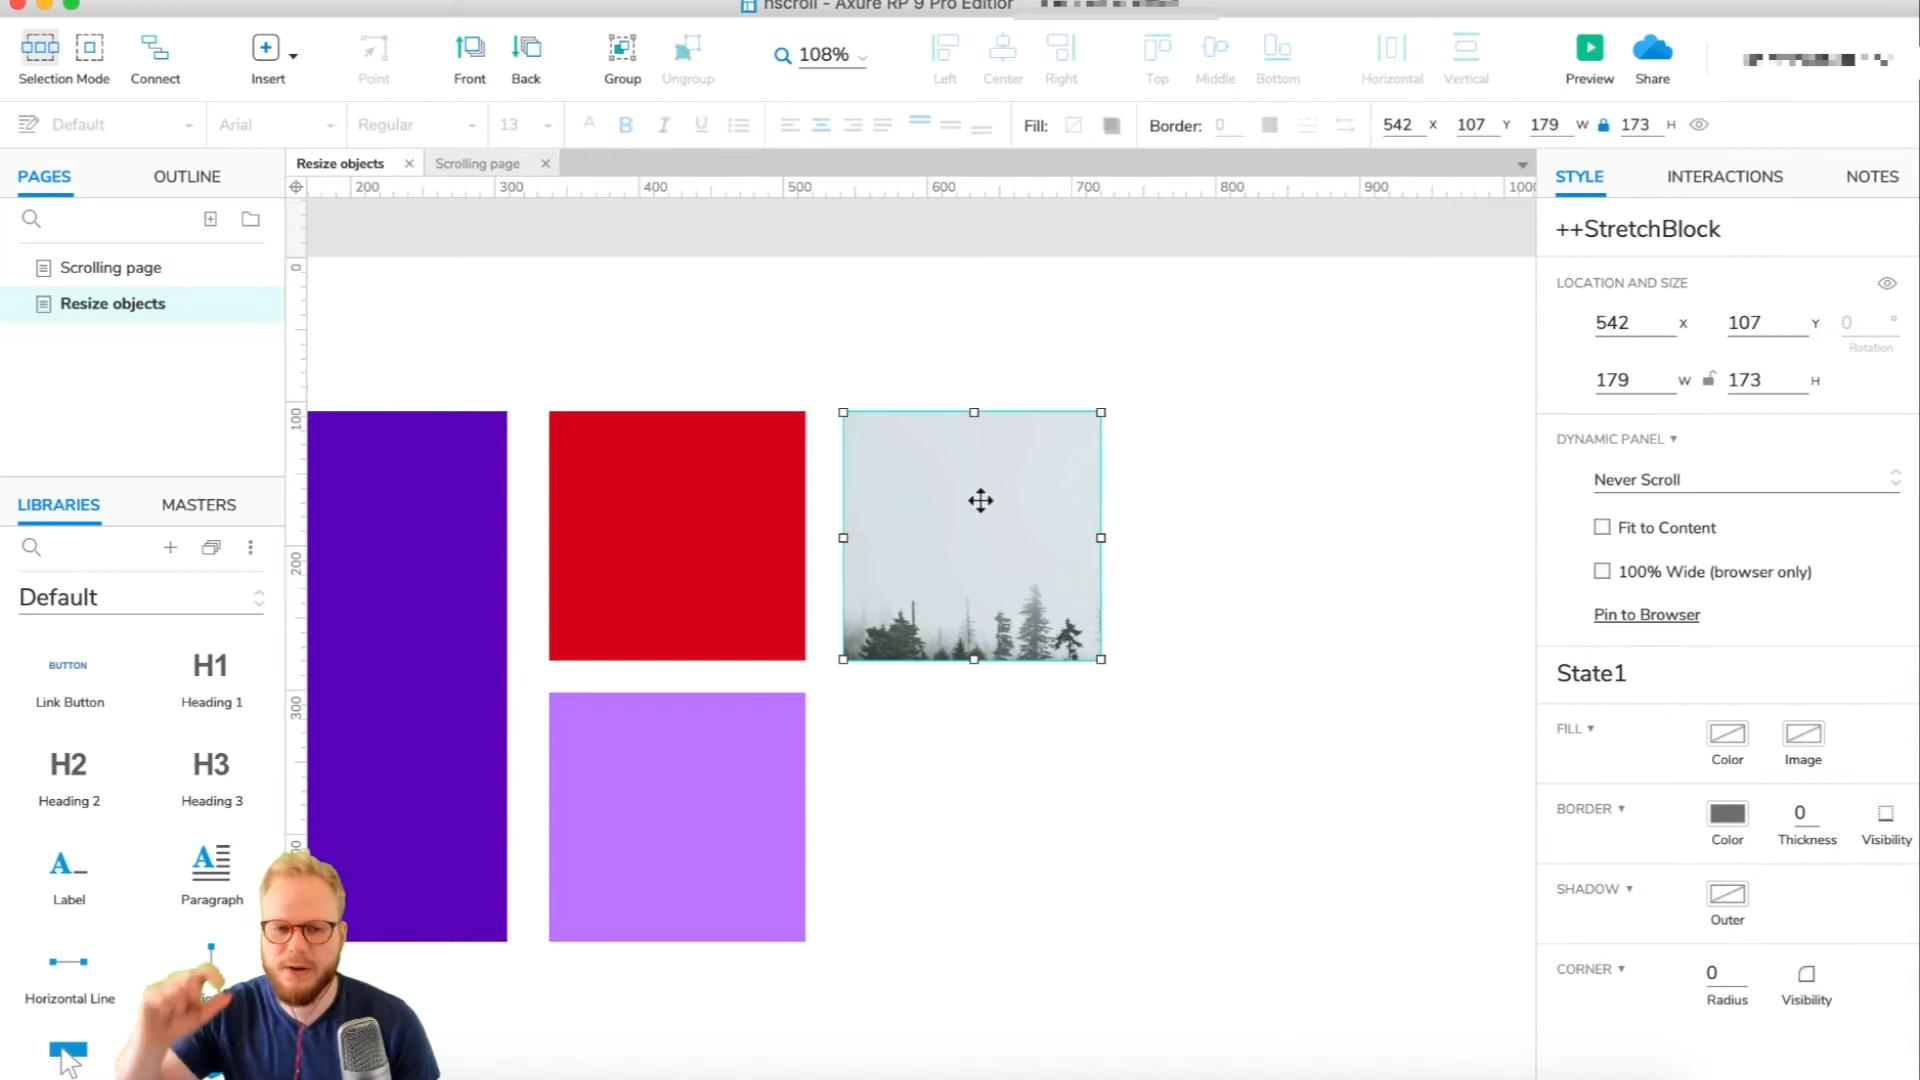 hscroll - Axure RP 9 Pro Edition
108%
Selection Mode Connect Insert Point Front Back Group Ungroup Left Center Right Top Middle Bottom Horizontal Vertical Preview Share
Default Arial Regular 13 Fill: Border: 0 542 X 107 Y 179 W 173 H
PAGES OUTLINE
Resize objects Scrolling page
STYLE INTERACTIONS NOTES
200 300 400 500 600 700 800 900 1000
++StretchBlock
Scrolling page
Resize objects
LOCATION AND SIZE
542 X 107 Y 0 °
Rotation
179 W 173 H
0
100
200
300
DYNAMIC PANEL
Never Scroll
Fit to Content
100% Wide (browser only)
Pin to Browser
LIBRARIES MASTERS
Default
BUTTON H1
Link Button Heading 1
H2 H3
Heading 2 Heading 3
A A
Label Paragraph
Horizontal Line
State1
FILL
Color Image
BORDER 0
Color Thickness Visibility
SHADOW
Outer
CORNER 0
Radius Visibility